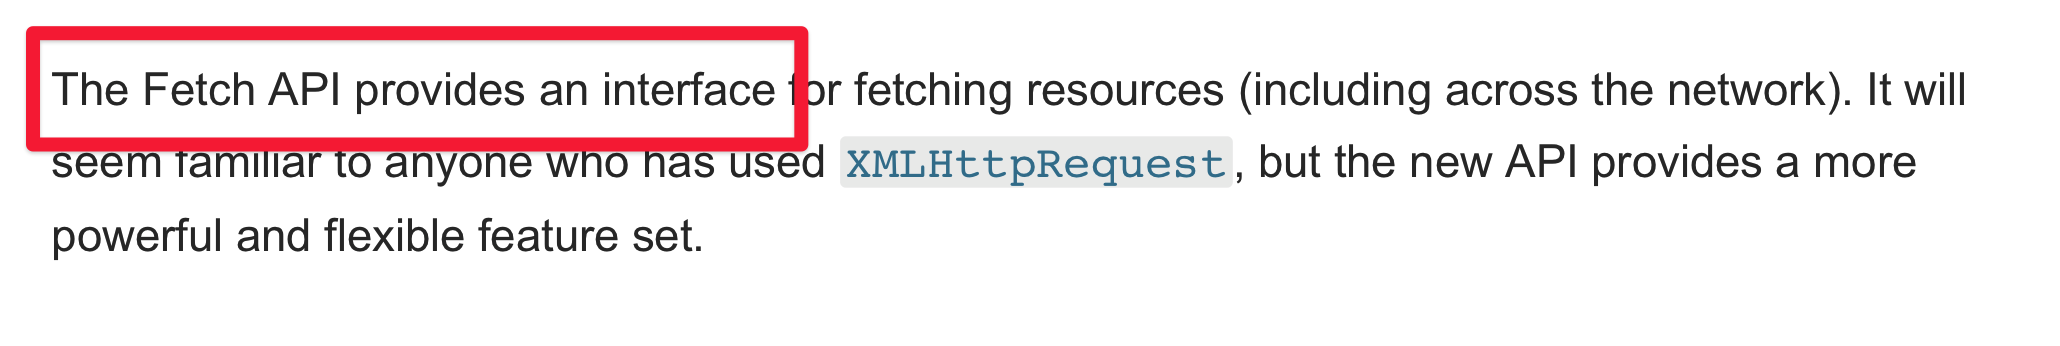 The Fetch API provides an interface for fetching resources (including across the network). It will
seem familiar to anyone who has used XMLHttpRequest, but the new API provides a more
powerful and flexible feature set.